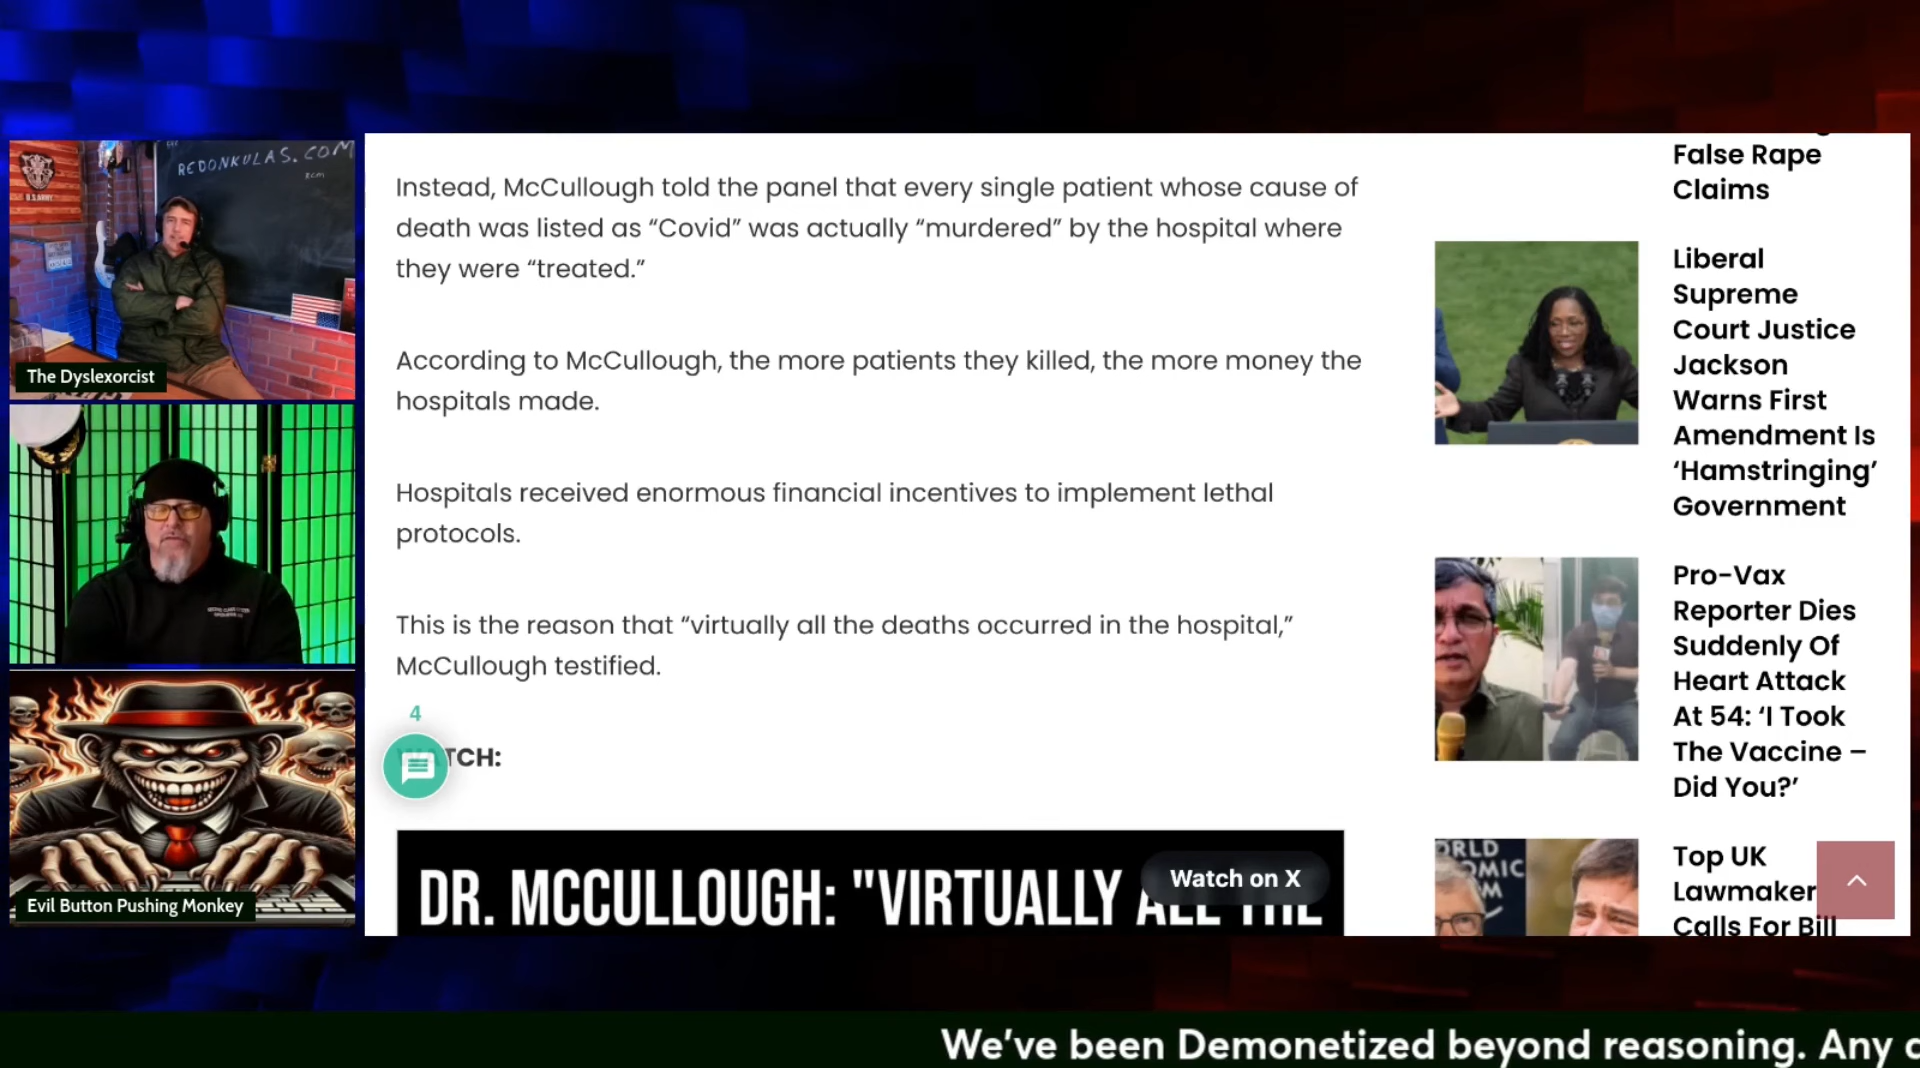 REDONKULAS.COM
U.S. ARMY
The Dyslexorcist
Evil Button Pushing Monkey
Instead, McCullough told the panel that every single patient whose cause of
death was listed as “Covid” was actually “murdered” by the hospital where
they were “treated.”
According to McCullough, the more patients they killed, the more money the
hospitals made.
Hospitals received enormous financial incentives to implement lethal
protocols.
This is the reason that “virtually all the deaths occurred in the hospital,”
McCullough testified.
4
TCH:
DR. MCCULLOUGH: "VIRTUALLY ALL THE
Watch on X
False Rape
Claims
Liberal
Supreme
Court Justice
Jackson
Warns First
Amendment Is
‘Hamstringing’
Government
Pro-Vax
Reporter Dies
Suddenly Of
Heart Attack
At 54: ‘I Took
The Vaccine –
Did You?’
Top UK
Lawmaker
Calls For Bill
We’ve been Demonetized beyond reasoning. Any